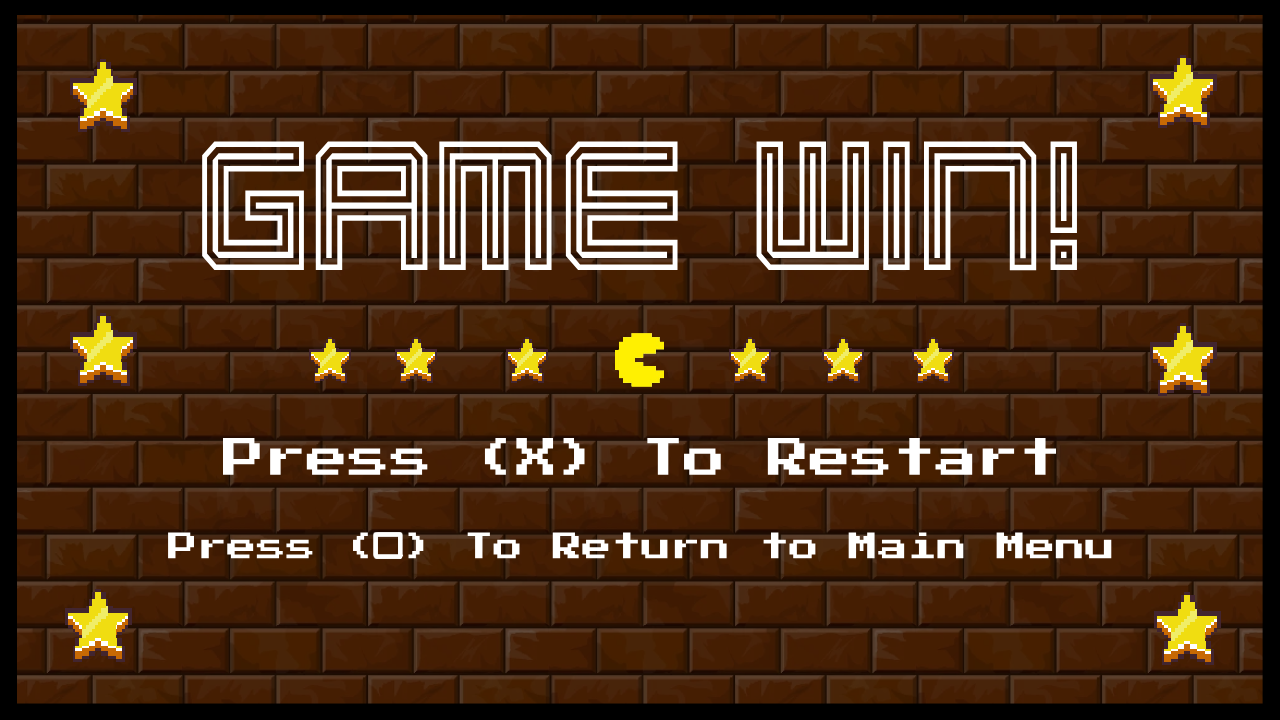 GAME WIN!
Press (X) To Restart
Press (□) To Return to Main Menu